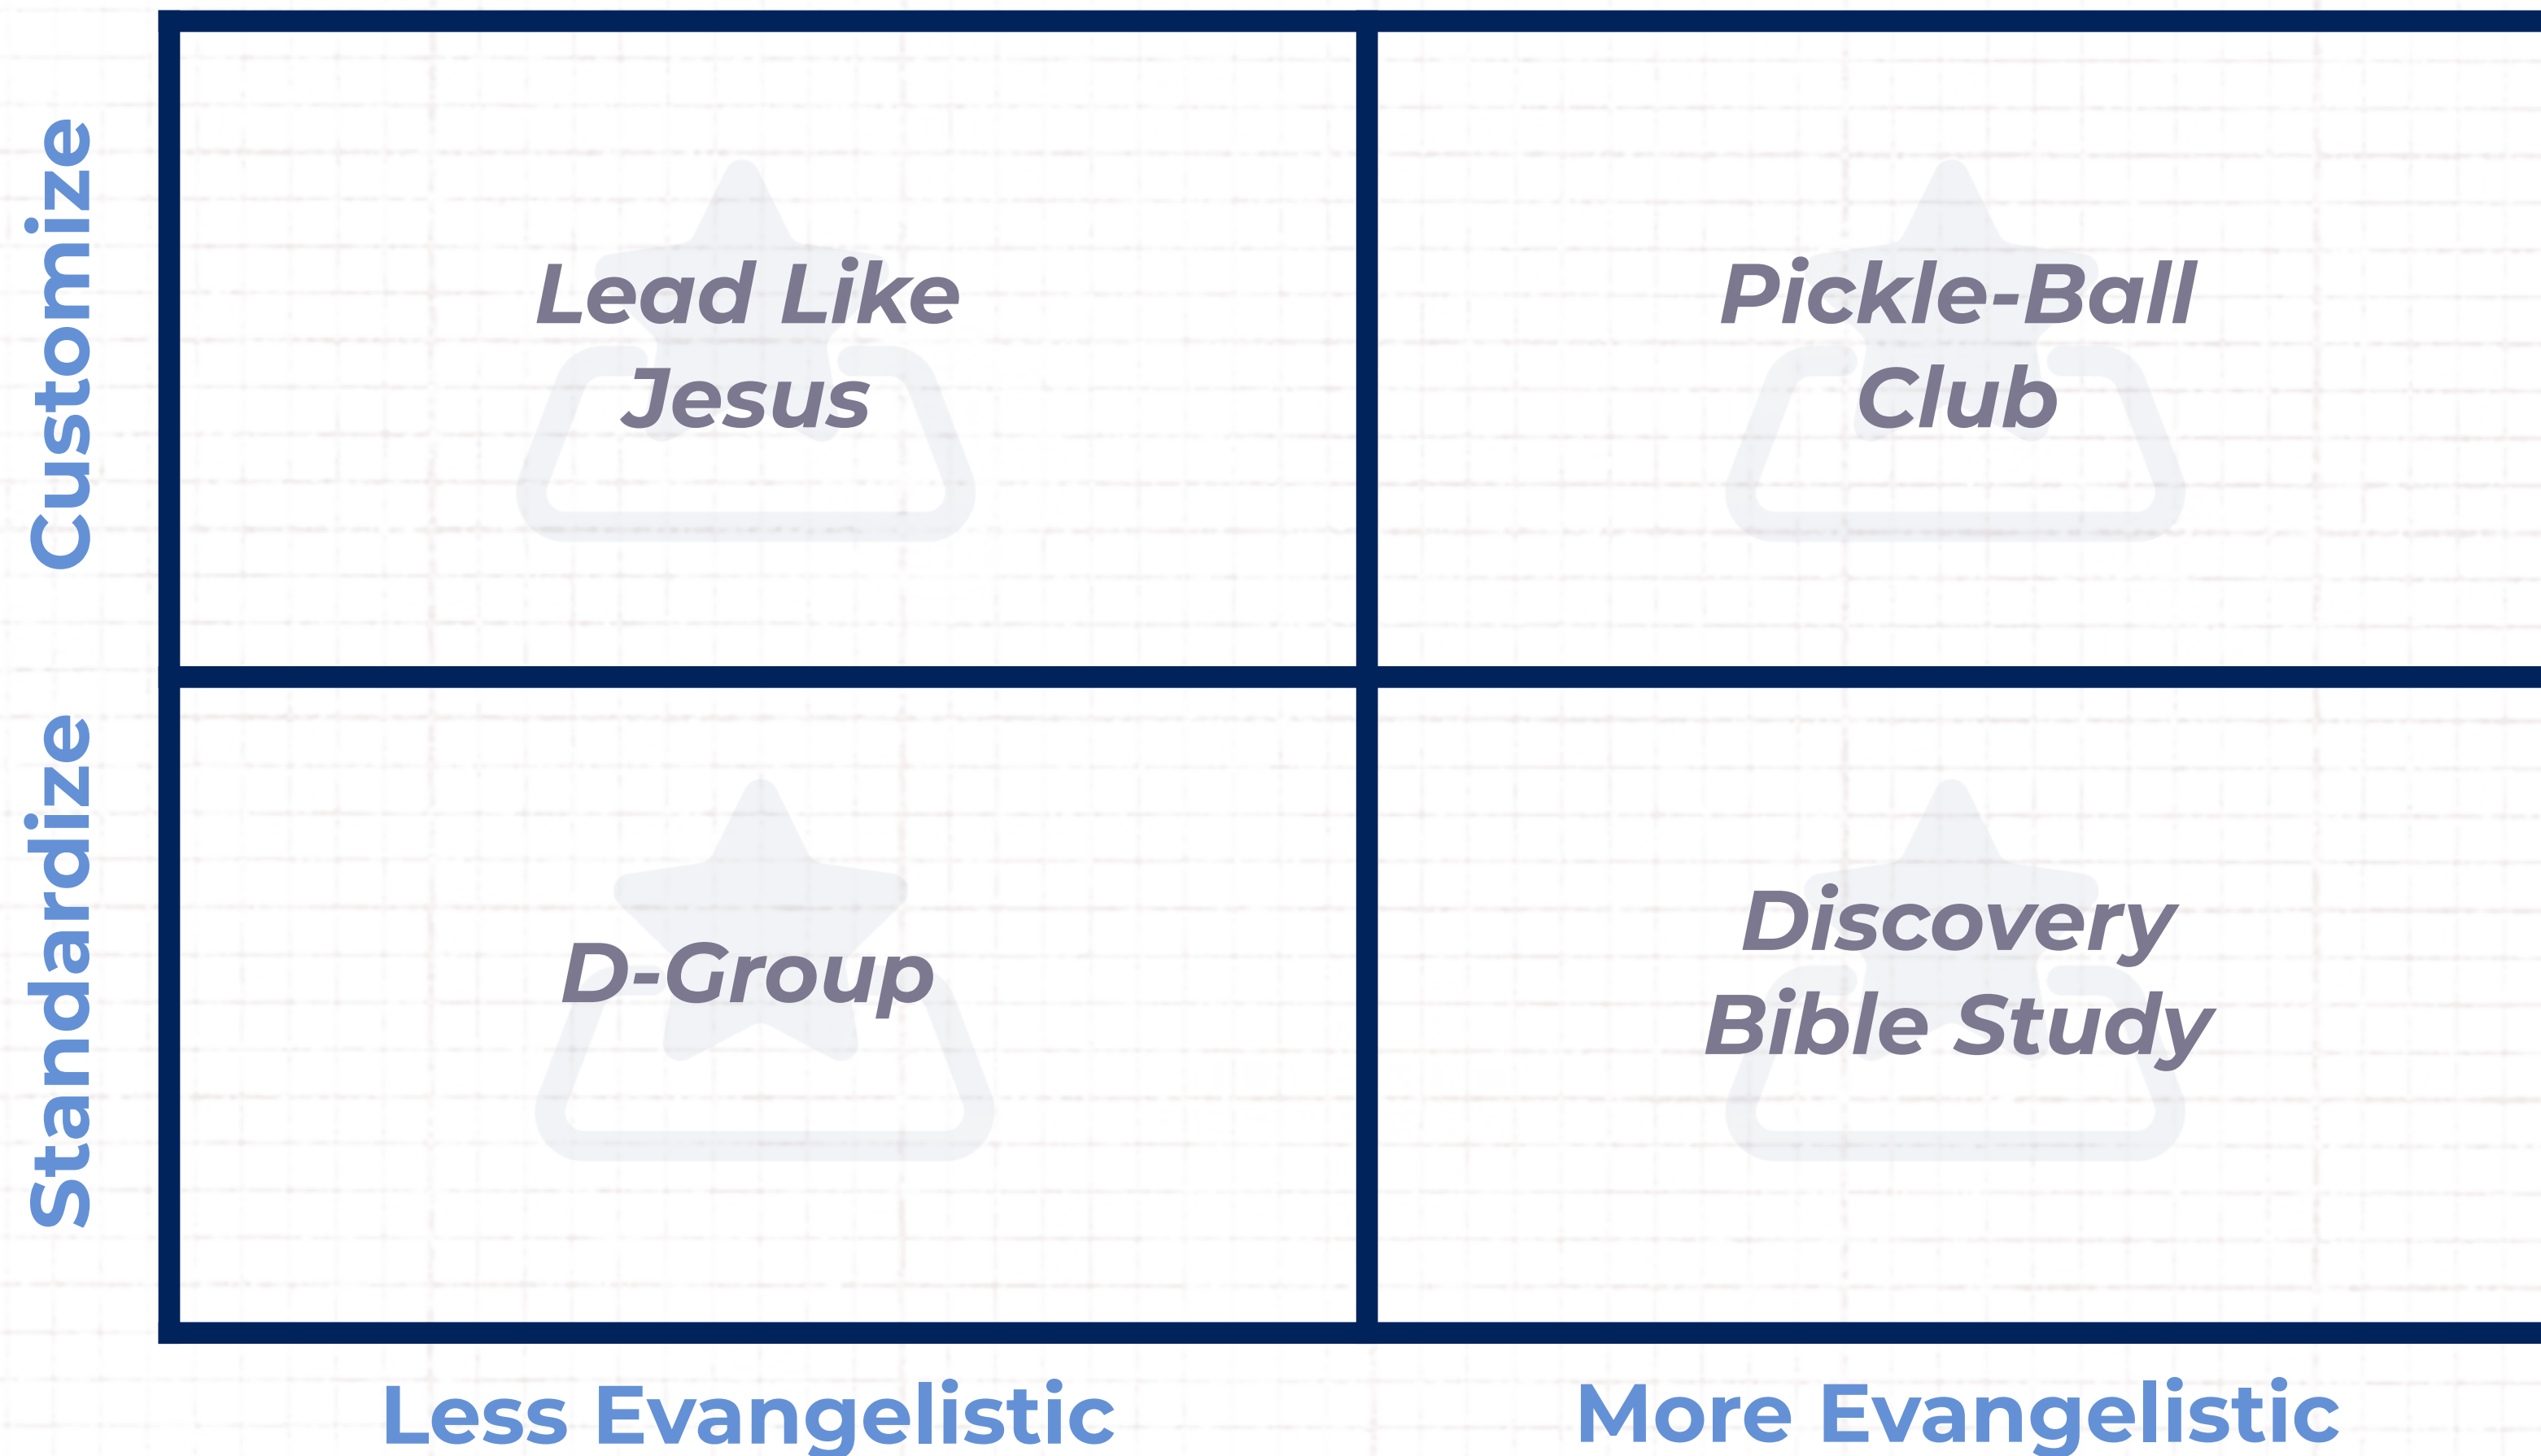 Customize
Lead Like
Jesus
Pickle-Ball
Club
Standardize
D-Group
Discovery
Bible Study
Less Evangelistic
More Evangelistic